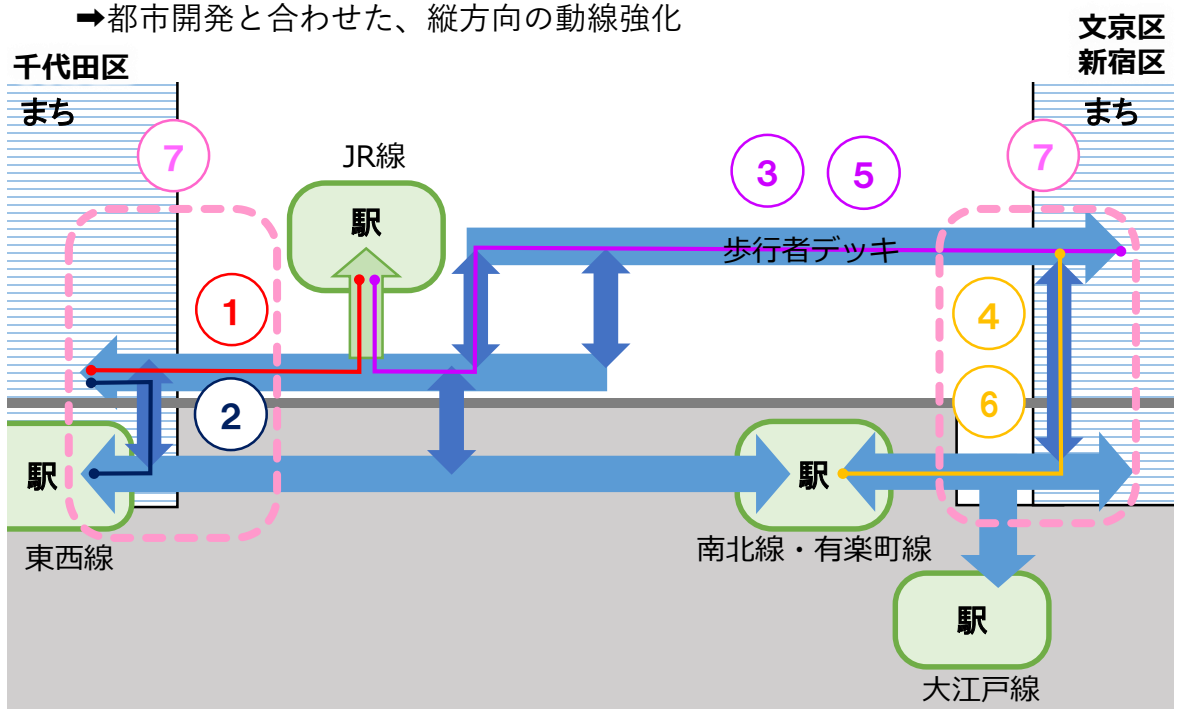 ➡都市開発と合わせた、縦方向の動線強化
文京区
新宿区
千代田区
まち
まち
7
JR線
3
5
7
駅
歩行者デッキ
1
4
2
6
駅
駅
東西線
南北線・有楽町線
駅
大江戸線